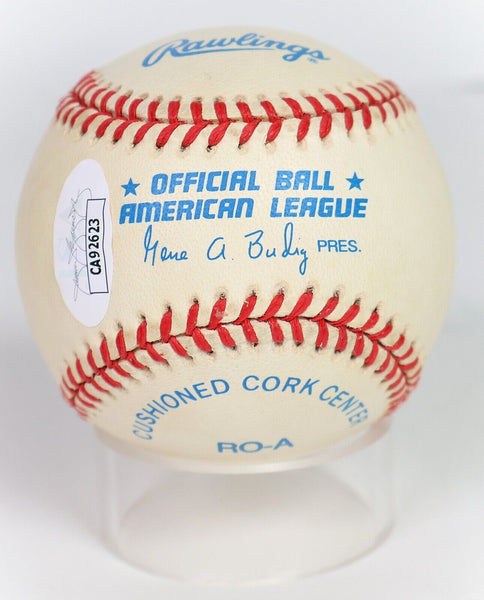 Rawlings®
★ OFFICIAL BALL ★
AMERICAN LEAGUE
Gene A. Budig PRES.
CA92623
CUSHIONED CORK CENTER
RO-A